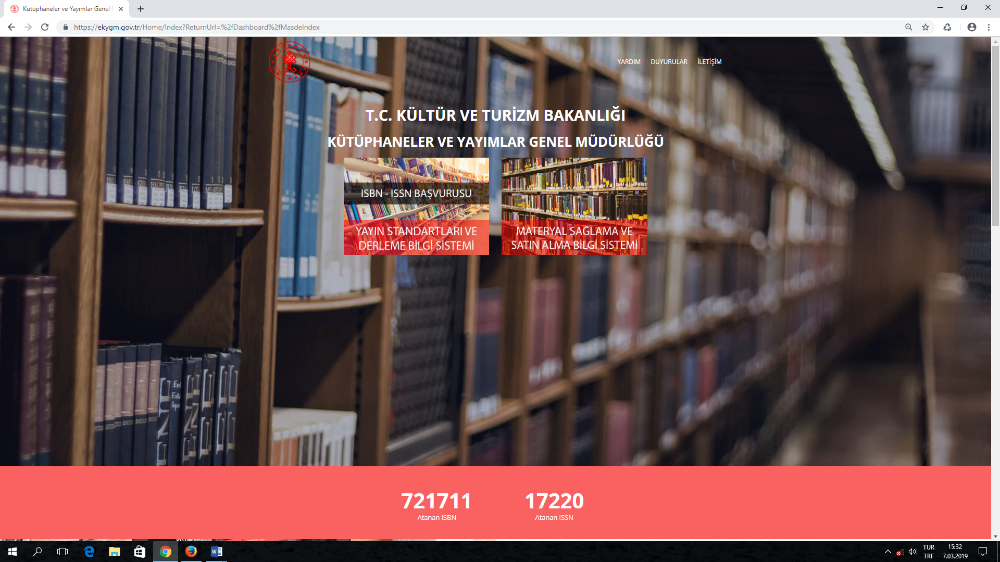 Kütüphaneler ve Yayımlar Genel
https://ekygm.gov.tr/Home/Index?ReturnUrl=%2fDashboard%2fMasdeIndex
YARDIM DUYURULAR İLETİŞİM
T.C. KÜLTÜR VE TURİZM BAKANLIĞI
KÜTÜPHANELER VE YAYIMLAR GENEL MÜDÜRLÜĞÜ
ISBN - ISSN BAŞVURUSU
YAYIN STANDARTLARI VE
DERLEME BİLGİ SİSTEMİ
MATERYAL SAĞLAMA VE
SATIN ALMA BİLGİ SİSTEMİ
721711
Atanan ISBN
17220
Atanan ISSN
TUR
TRF
15:32
7.03.2019